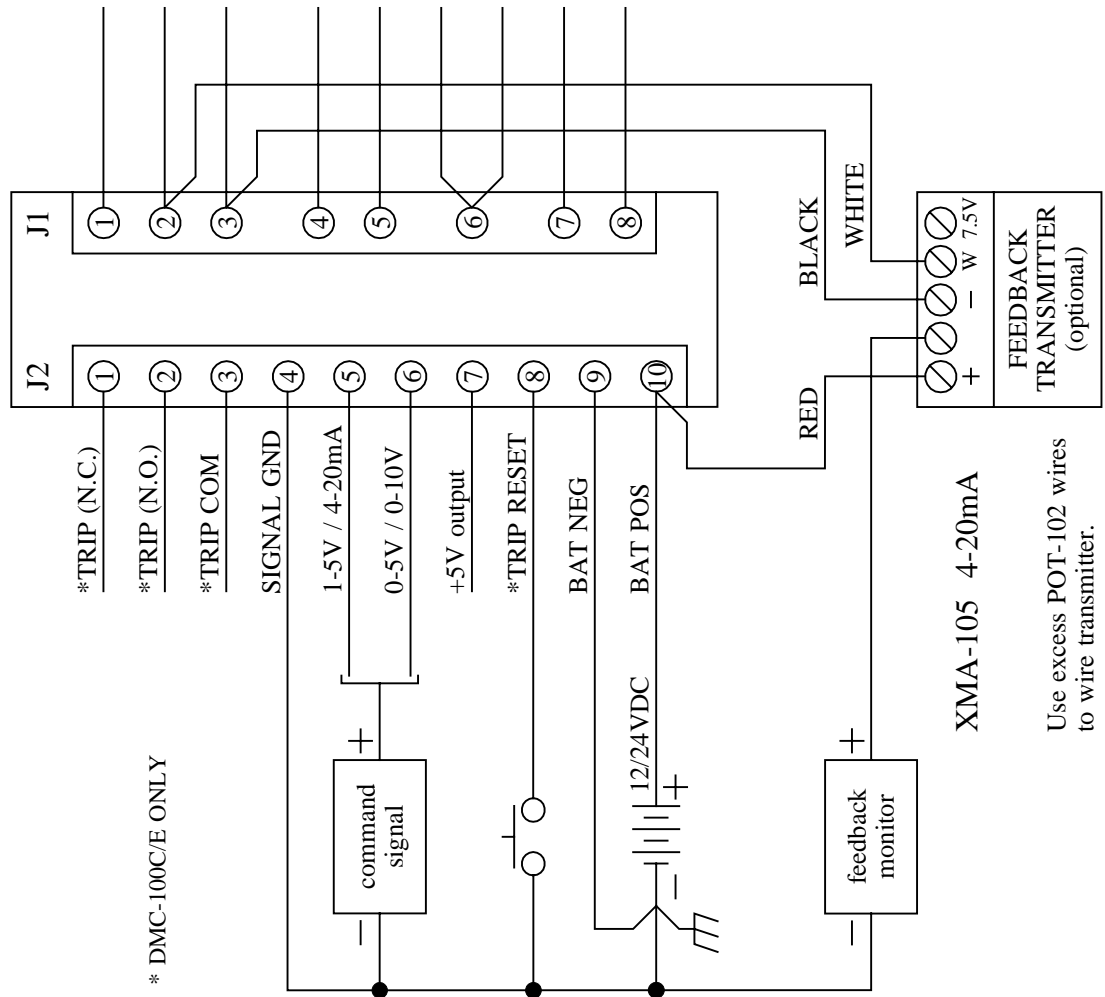 J1
1
2
3
4
5
6
7
8
J2
1
2
3
4
5
6
7
8
9
10
*TRIP (N.C.)
*TRIP (N.O.)
*TRIP COM
SIGNAL GND
1-5V / 4-20mA
0-5V / 0-10V
+5V output
*TRIP RESET
BAT NEG
BAT POS
BLACK
WHITE
RED
7.5V
W
−
+
FEEDBACK
TRANSMITTER
(optional)
* DMC-100C/E ONLY
+
command
signal
−
12/24VDC
+
−
+
feedback
monitor
−
XMA-105 4-20mA
Use excess POT-102 wires
to wire transmitter.